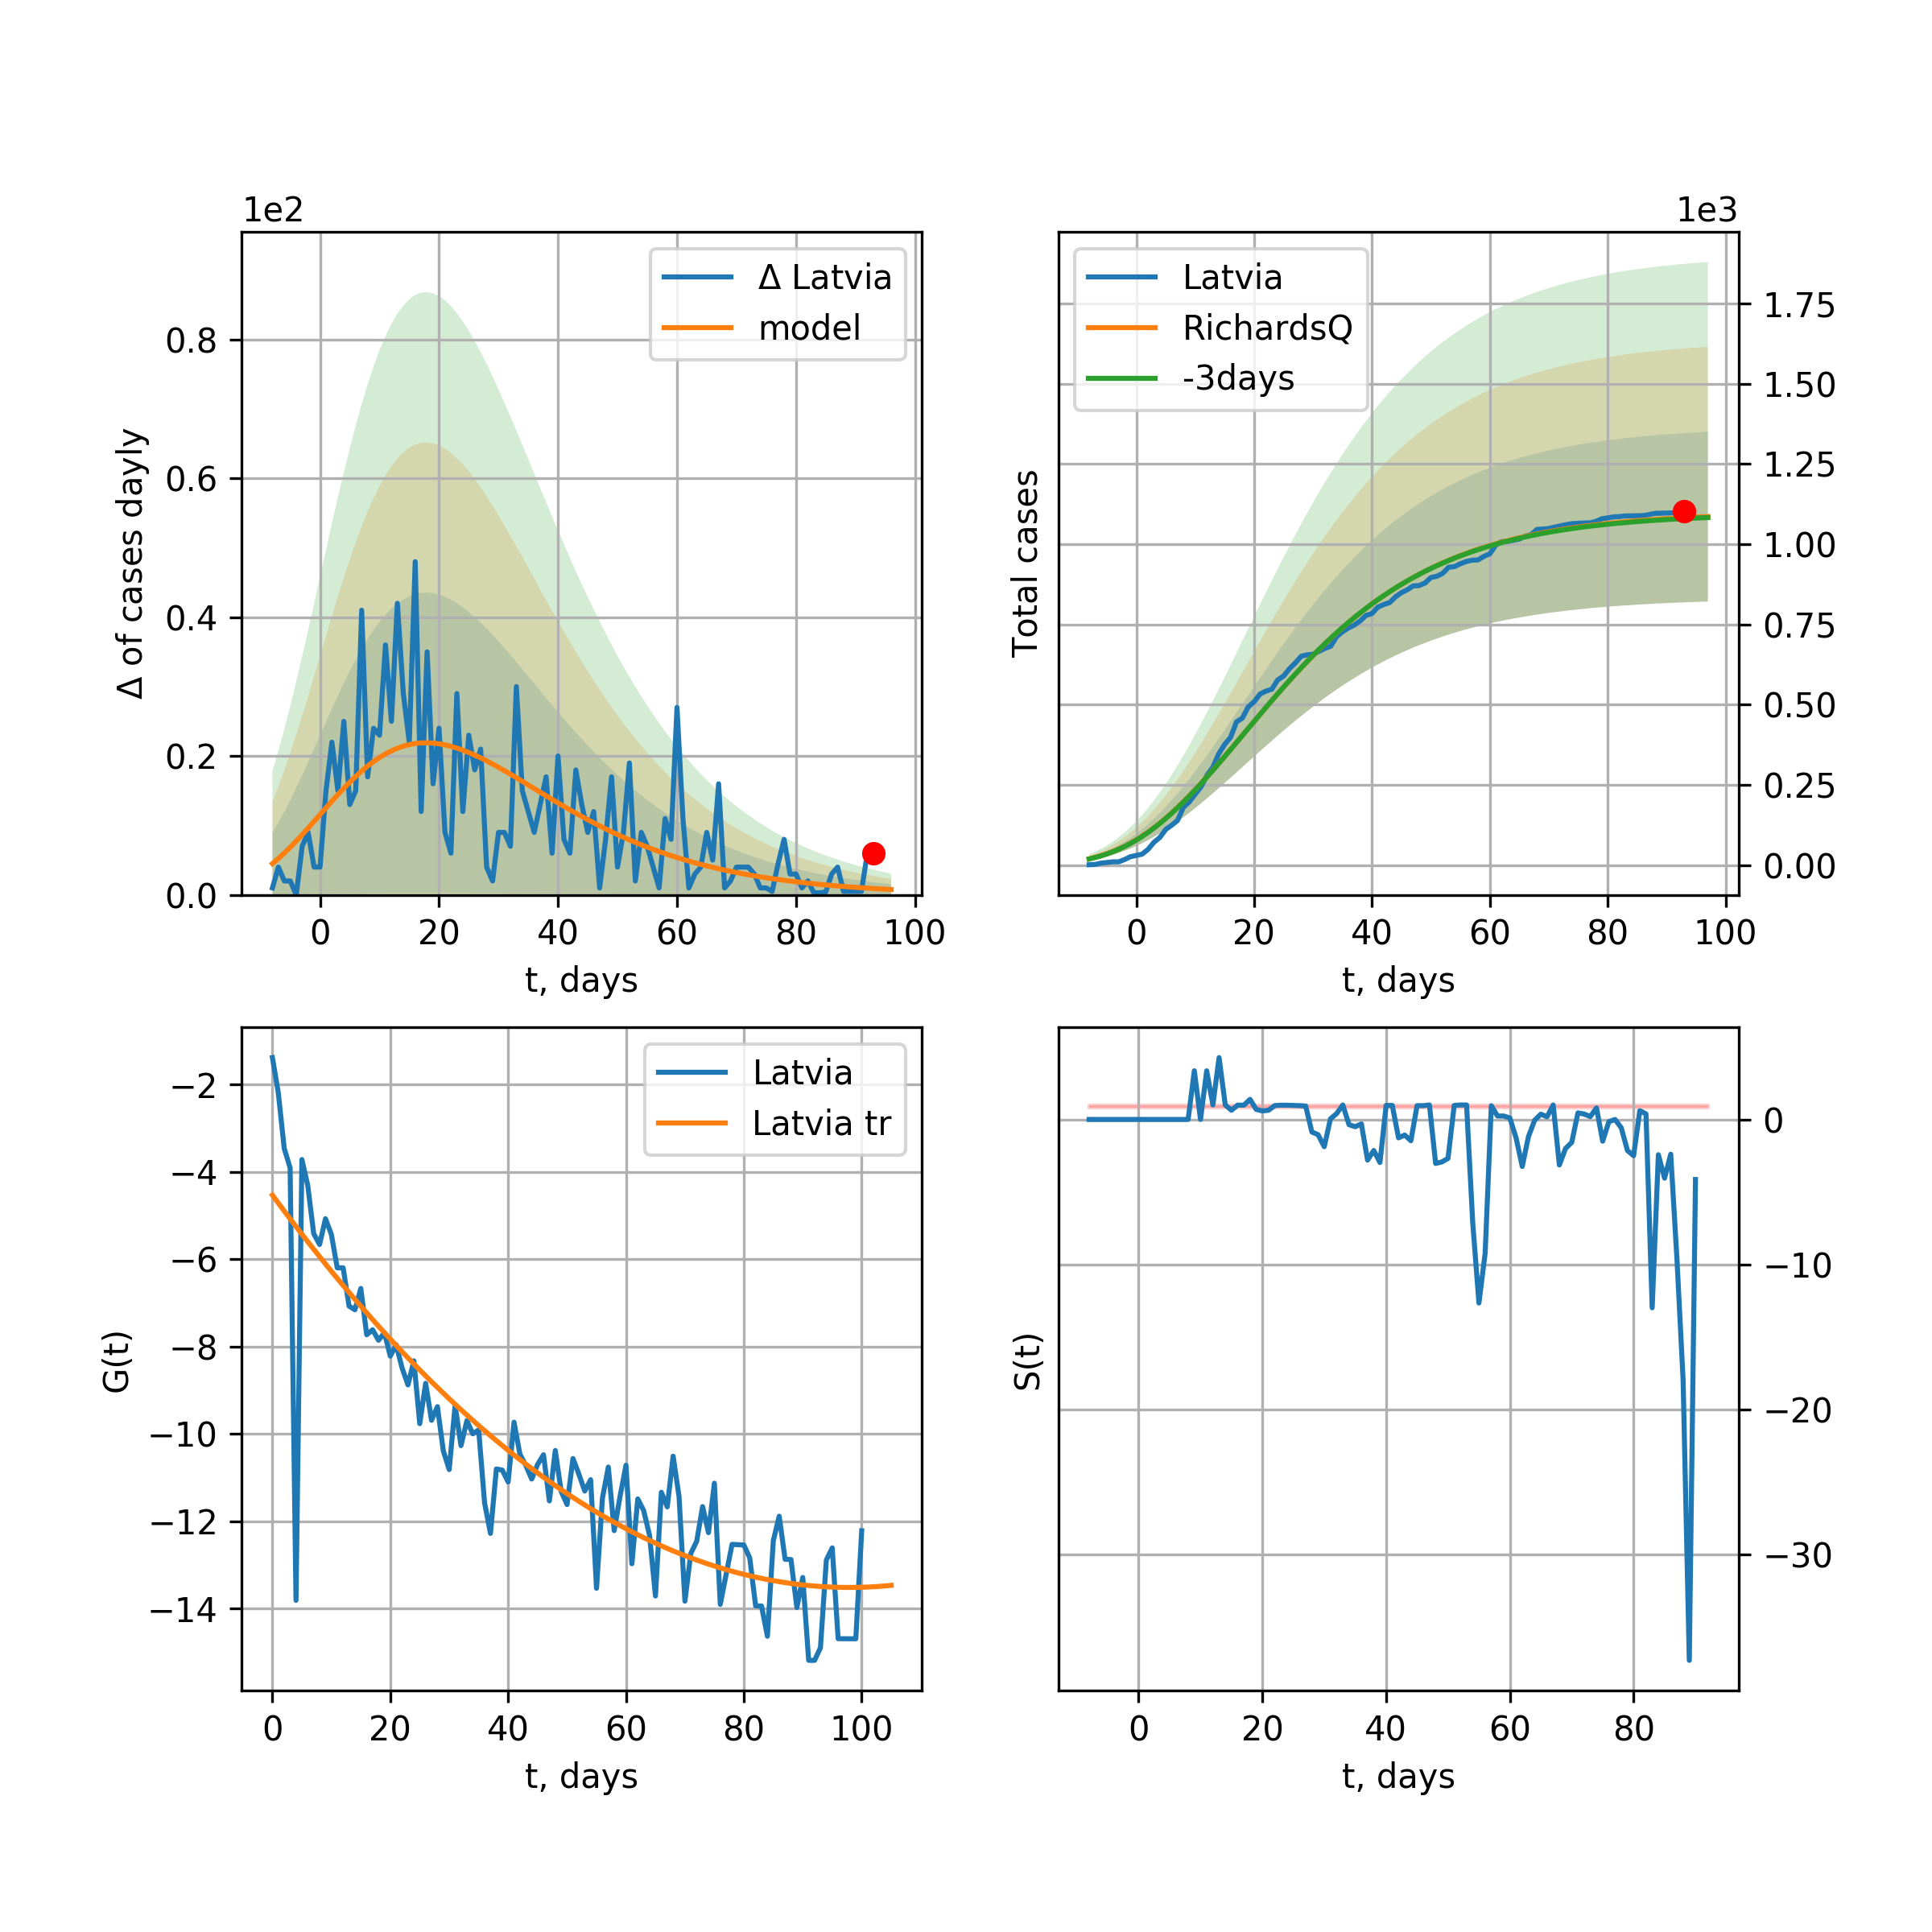 1e2
Δ of cases dayly
0.8
0.6
0.4
0.2
0.0
Δ Latvia
model
0 20 40 60 80 100
t, days
1e3
Total cases
Latvia
RichardsQ
-3days
1.75
1.50
1.25
1.00
0.75
0.50
0.25
0.00
0 20 40 60 80 100
t, days
G(t)
−2
−4
−6
−8
−10
−12
−14
Latvia
Latvia tr
0 20 40 60 80 100
t, days
S(t)
0
−10
−20
−30
0 20 40 60 80
t, days